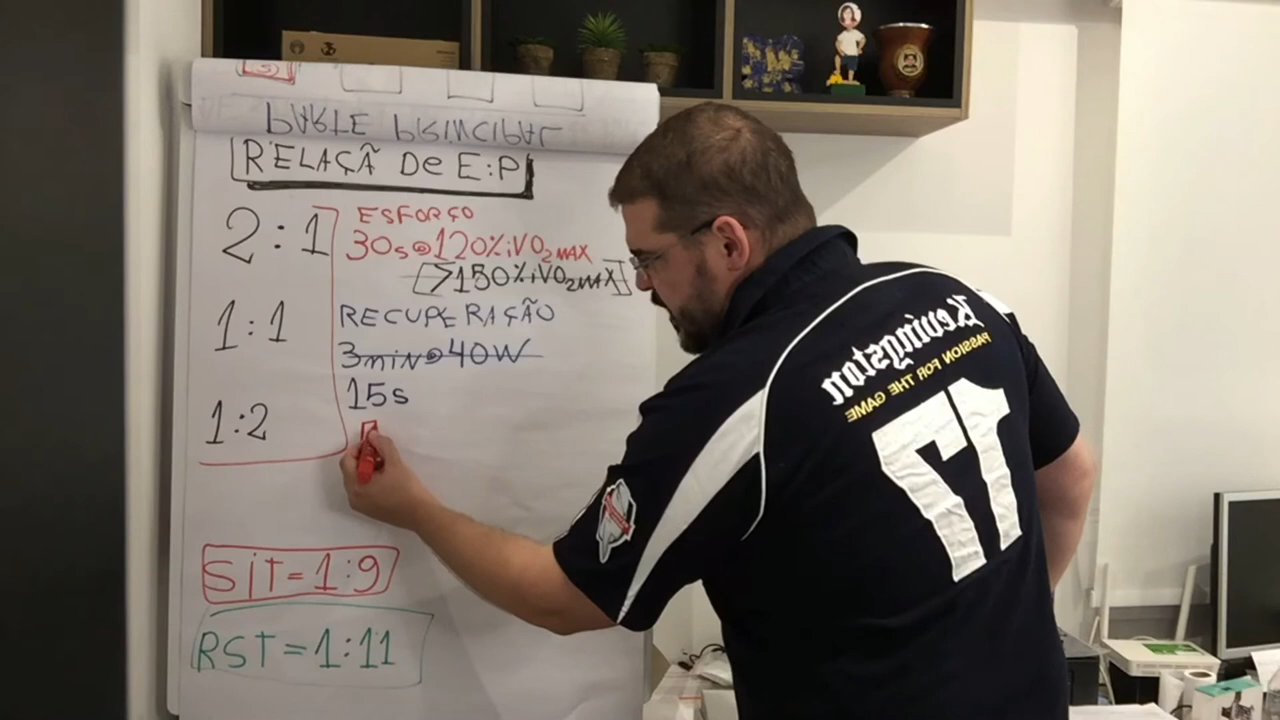 PARTE PRINCIPAL
RELAÇÃ De E:P
2:1
1:1
1:2
ESFORÇO
30s@120%iVO2MAX
[>150%iVO2MAX]
RECUPERAÇÃO
3min@40W
15s
SiT=1:9
RST=1:11
Kevingston
PASSION FOR THE GAME
17